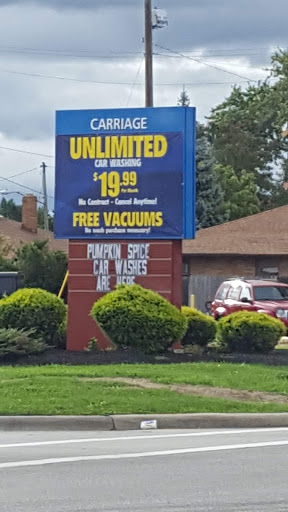 CARRIAGE
UNLIMITED
CAR WASHING
$19.99
Per Month
No Contract - Cancel Anytime!
FREE VACUUMS
No wash purchase necessary!
PUMPKIN SPICE
CAR WASHES
ARE HERE